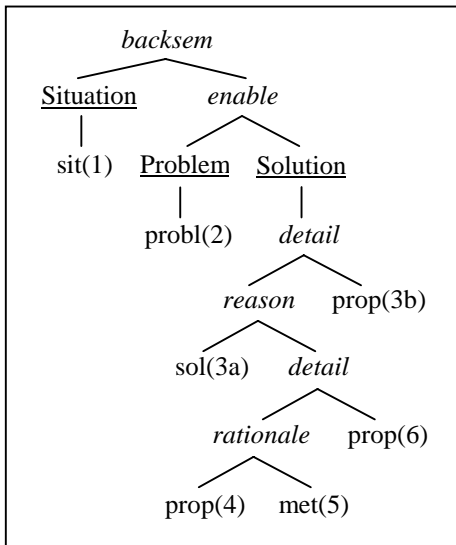 backsem
Situation enable
sit(1) Problem Solution
probl(2) detail
reason prop(3b)
sol(3a) detail
rationale prop(6)
prop(4) met(5)